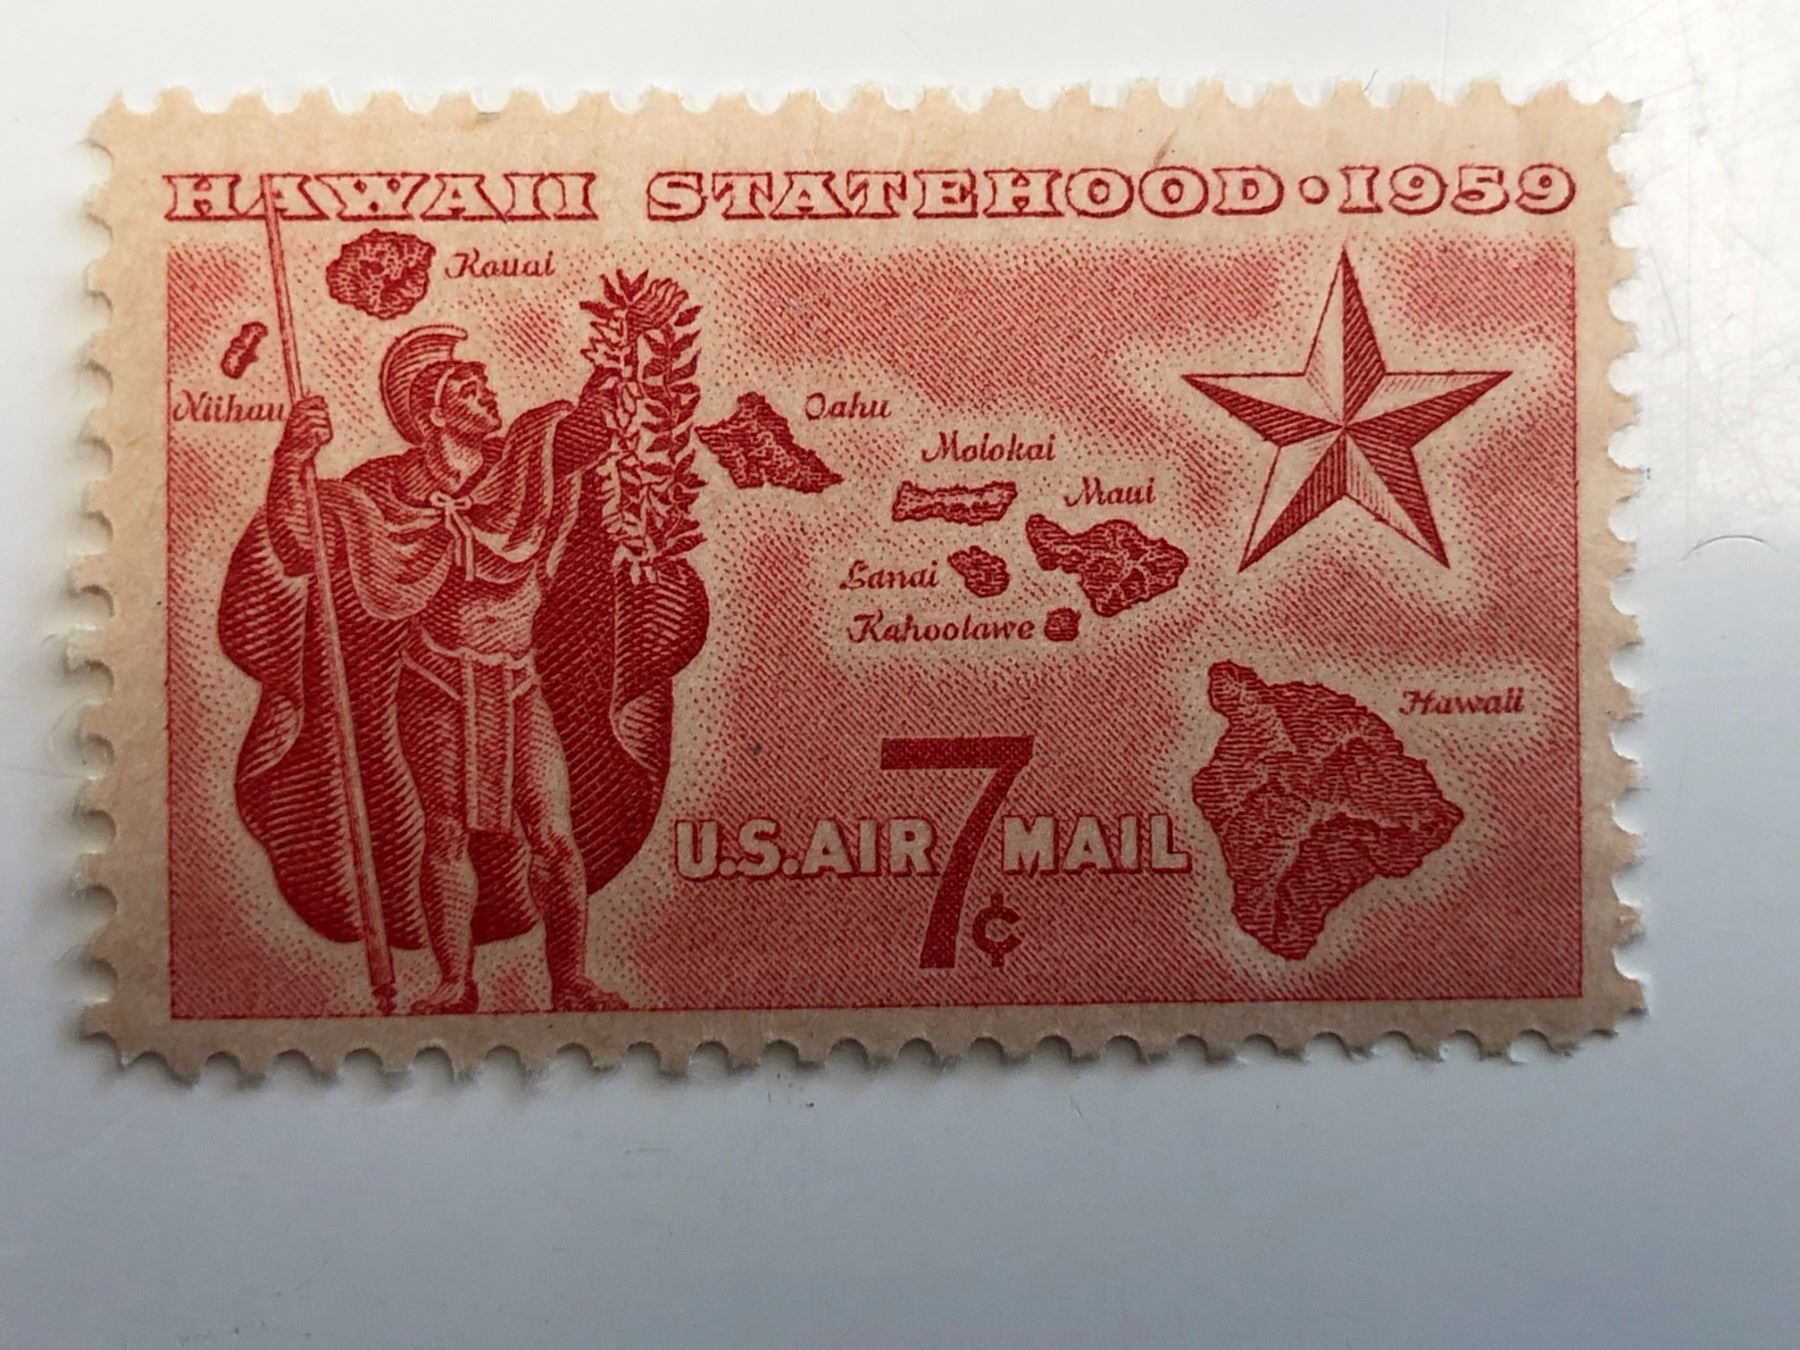 HAWAII STATEHOOD • 1959
Kauai
Niihau
Oahu
Molokai
Maui
Lanai
Kahoolawe
Hawaii
U.S. AIR 7¢ MAIL